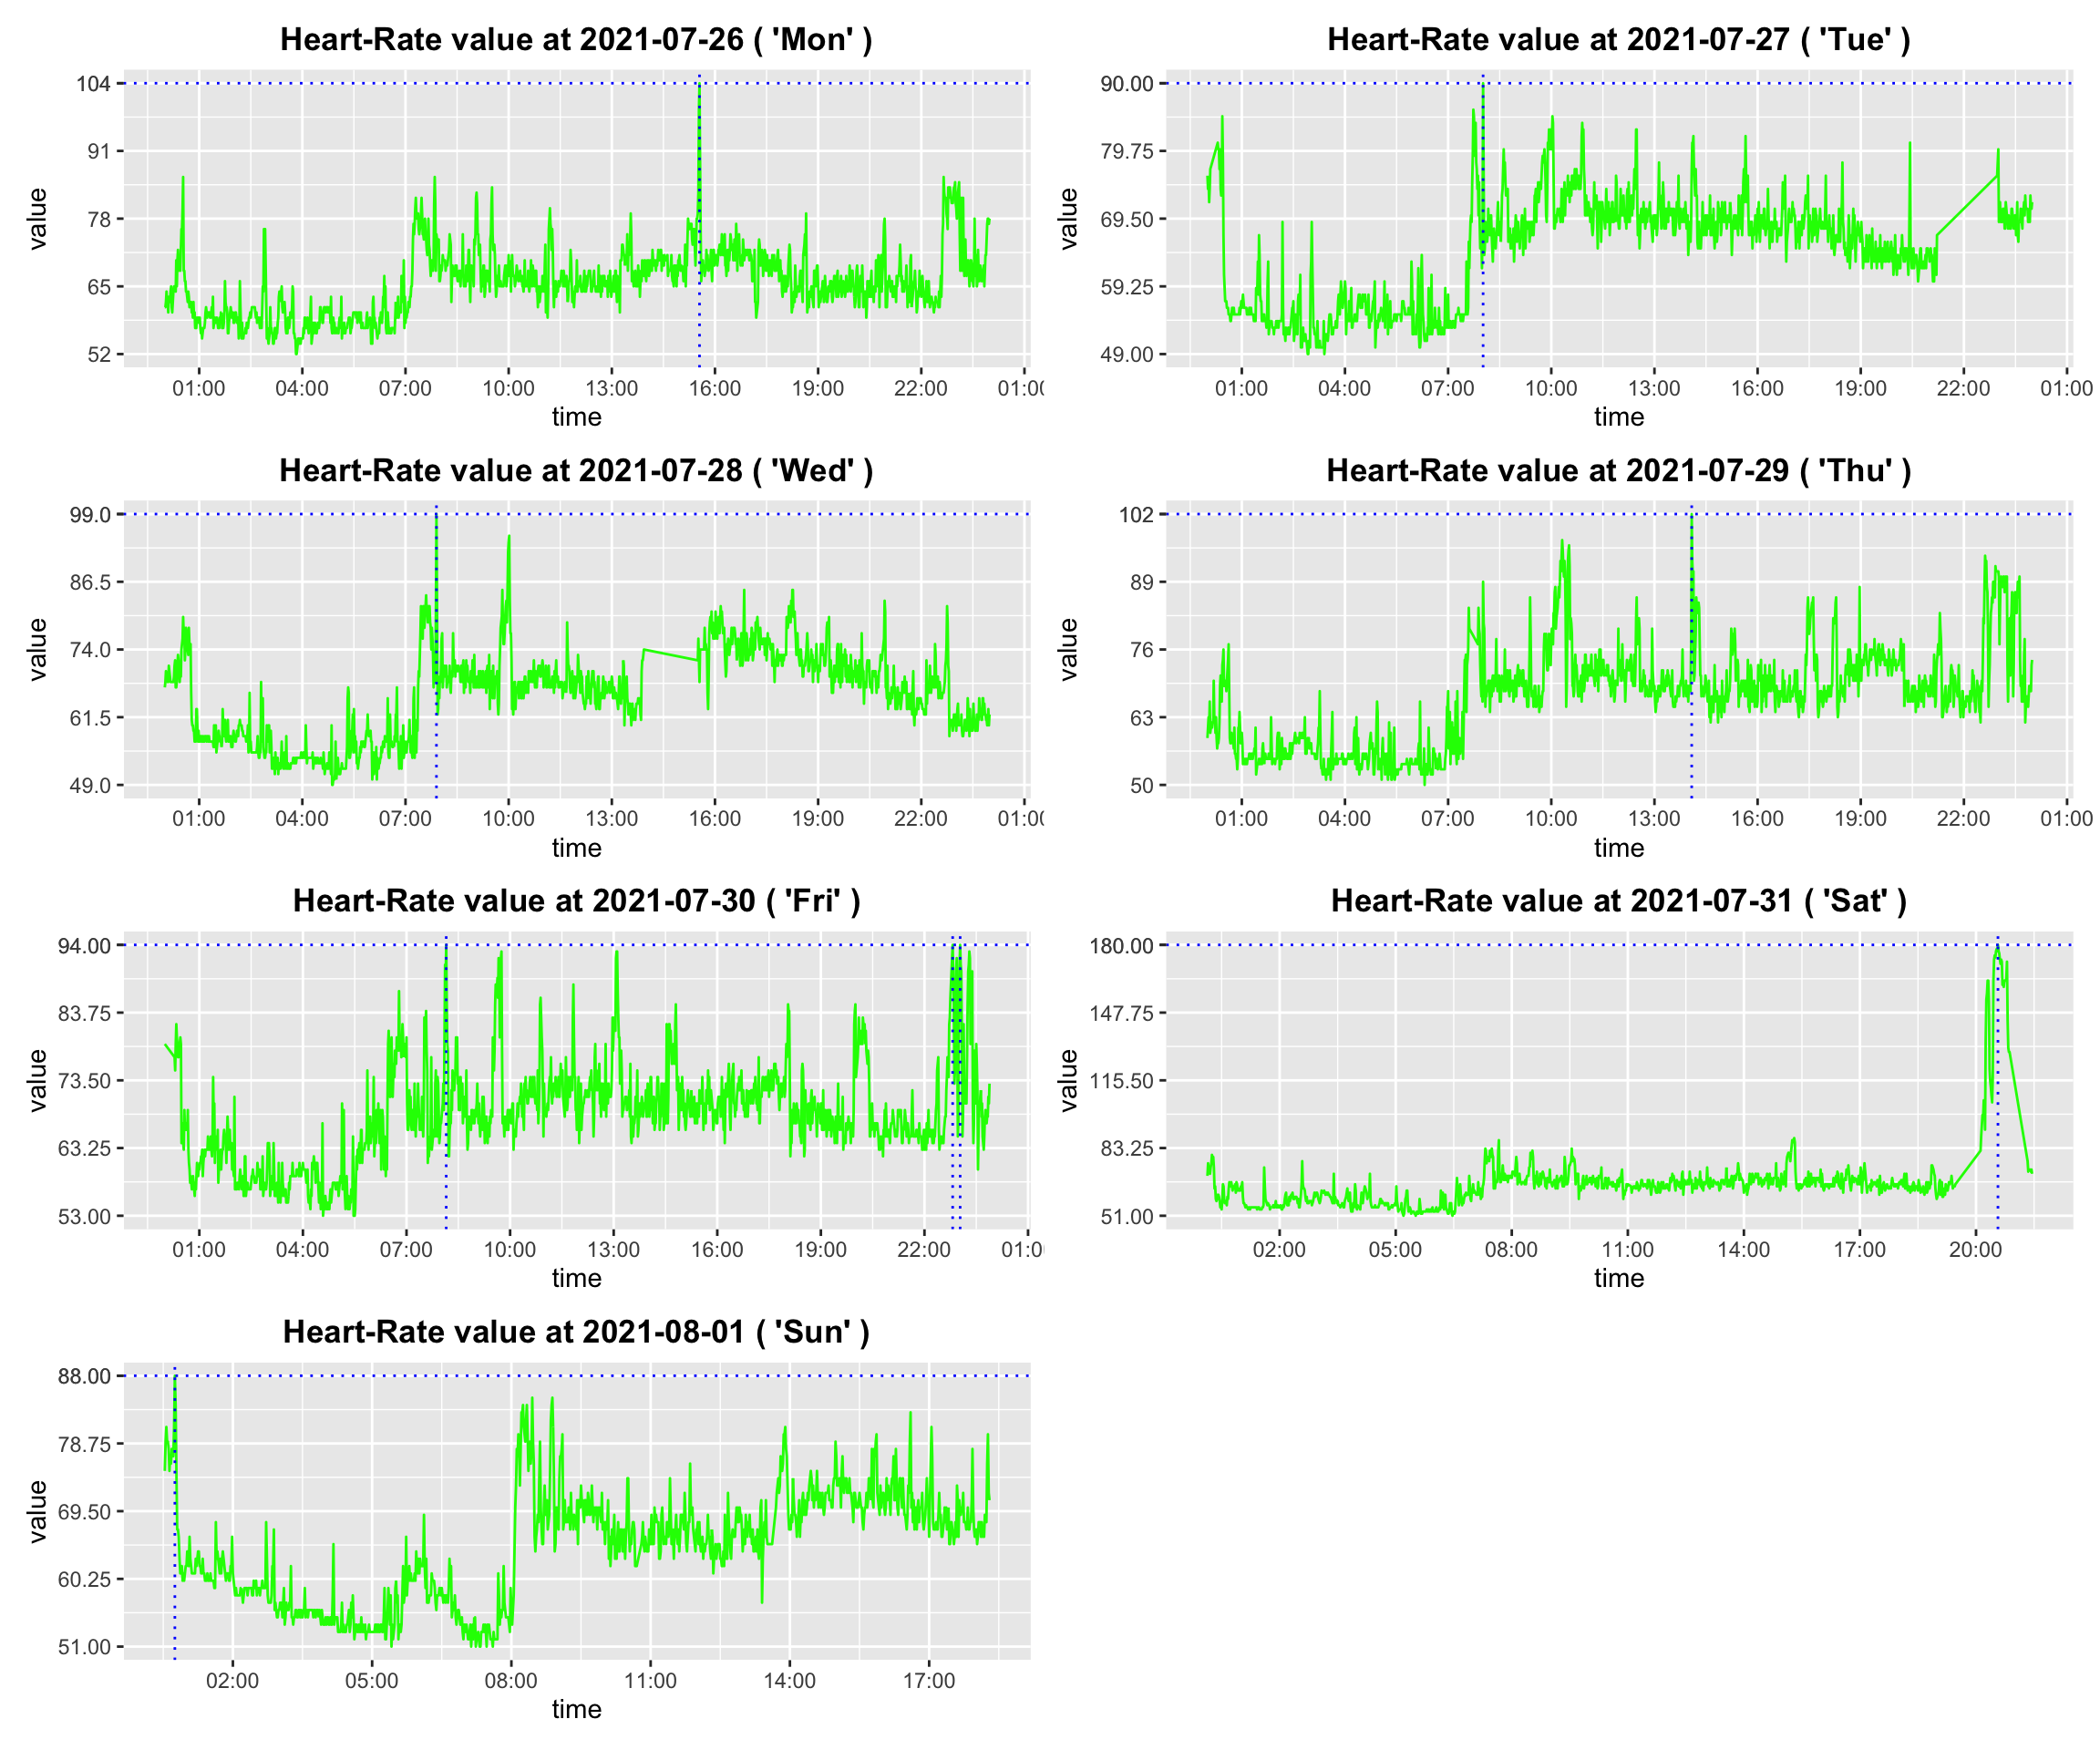 Heart-Rate value at 2021-07-26 ( 'Mon' )
104
91
78
65
52
value
01:00 04:00 07:00 10:00 13:00 16:00 19:00 22:00 01:00
time
Heart-Rate value at 2021-07-27 ( 'Tue' )
90.00
79.75
69.50
59.25
49.00
value
01:00 04:00 07:00 10:00 13:00 16:00 19:00 22:00 01:00
time
Heart-Rate value at 2021-07-28 ( 'Wed' )
99.0
86.5
74.0
61.5
49.0
value
01:00 04:00 07:00 10:00 13:00 16:00 19:00 22:00 01:00
time
Heart-Rate value at 2021-07-29 ( 'Thu' )
102
89
76
63
50
value
01:00 04:00 07:00 10:00 13:00 16:00 19:00 22:00 01:00
time
Heart-Rate value at 2021-07-30 ( 'Fri' )
94.00
83.75
73.50
63.25
53.00
value
01:00 04:00 07:00 10:00 13:00 16:00 19:00 22:00 01:0
time
Heart-Rate value at 2021-07-31 ( 'Sat' )
180.00
147.75
115.50
83.25
51.00
value
02:00 05:00 08:00 11:00 14:00 17:00 20:00
time
Heart-Rate value at 2021-08-01 ( 'Sun' )
88.00
78.75
69.50
60.25
51.00
value
02:00 05:00 08:00 11:00 14:00 17:00
time